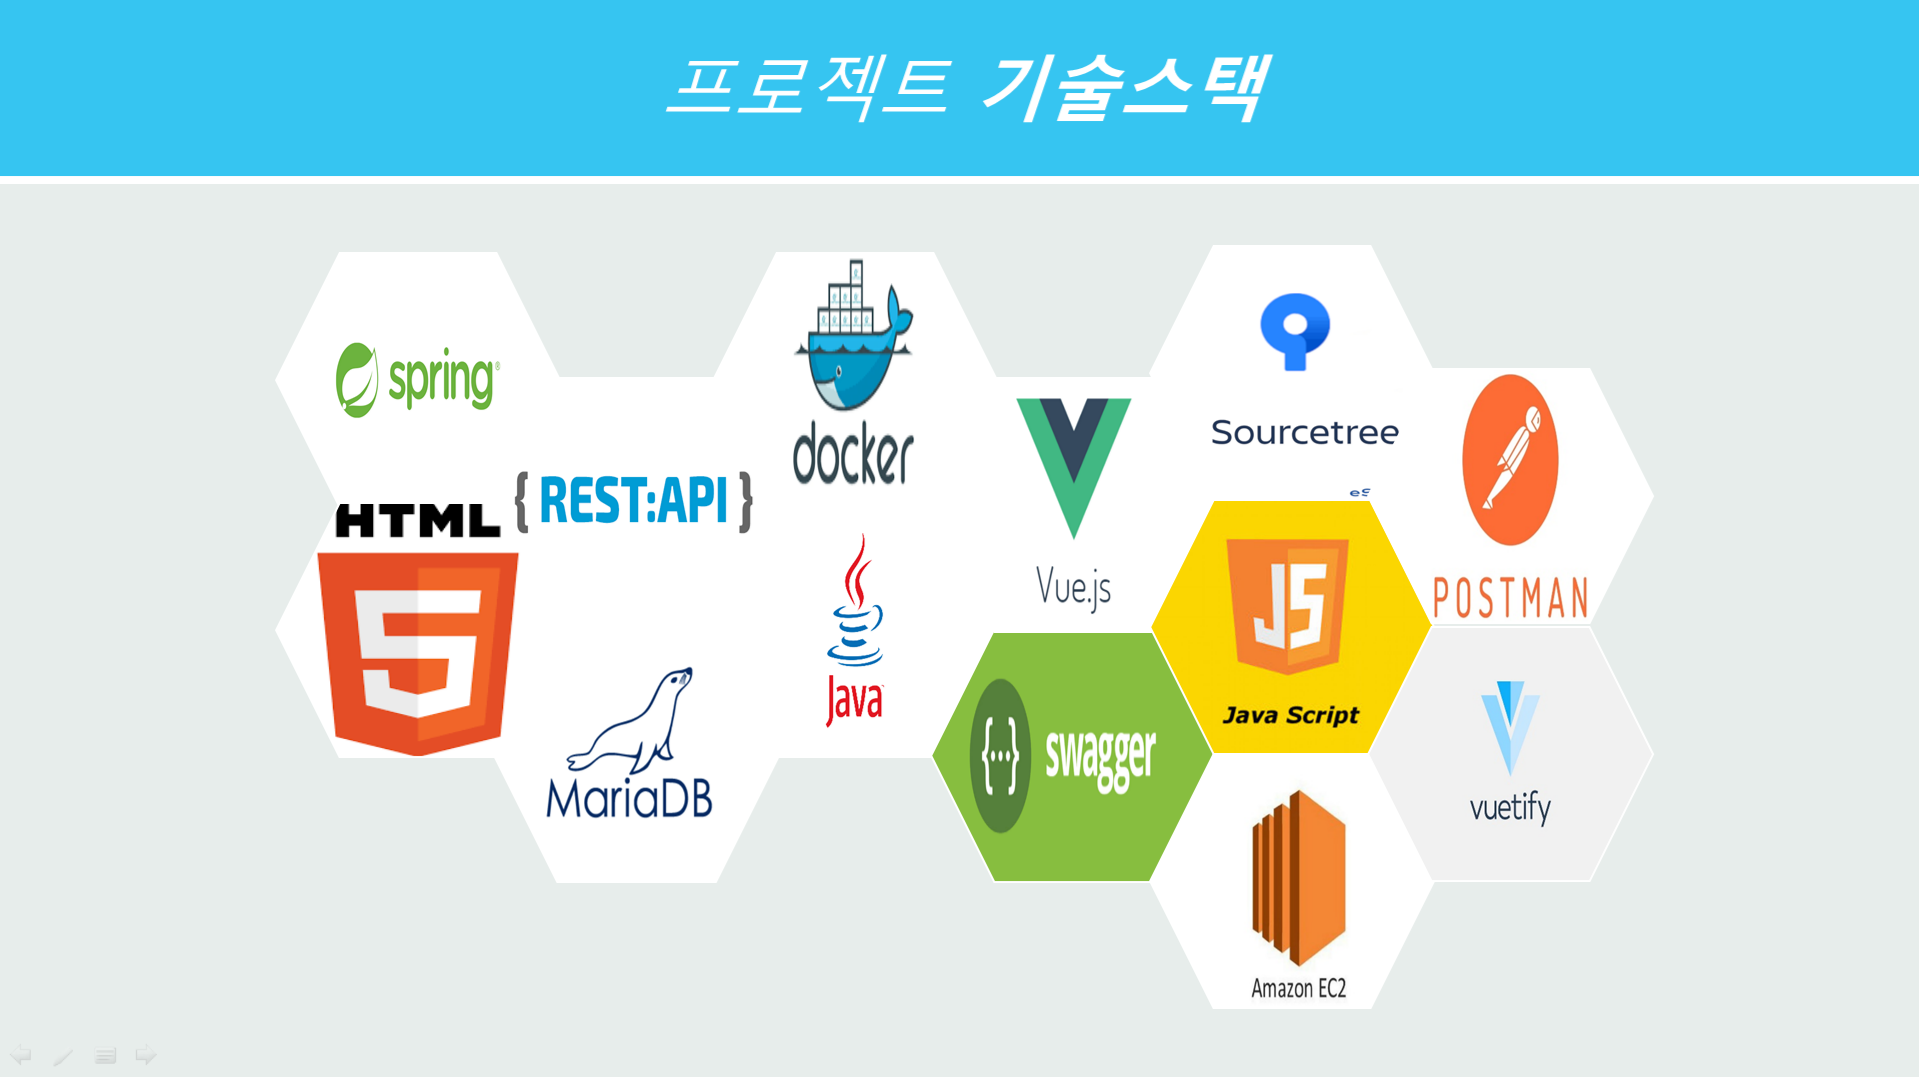 프로젝트 기술스택
spring
HTML
5
{ REST:API }
MariaDB
docker
Java
Vue.js
{···} swagger
Sourcetree
eS
JS
Java Script
Amazon EC2
POSTMAN
vuetify